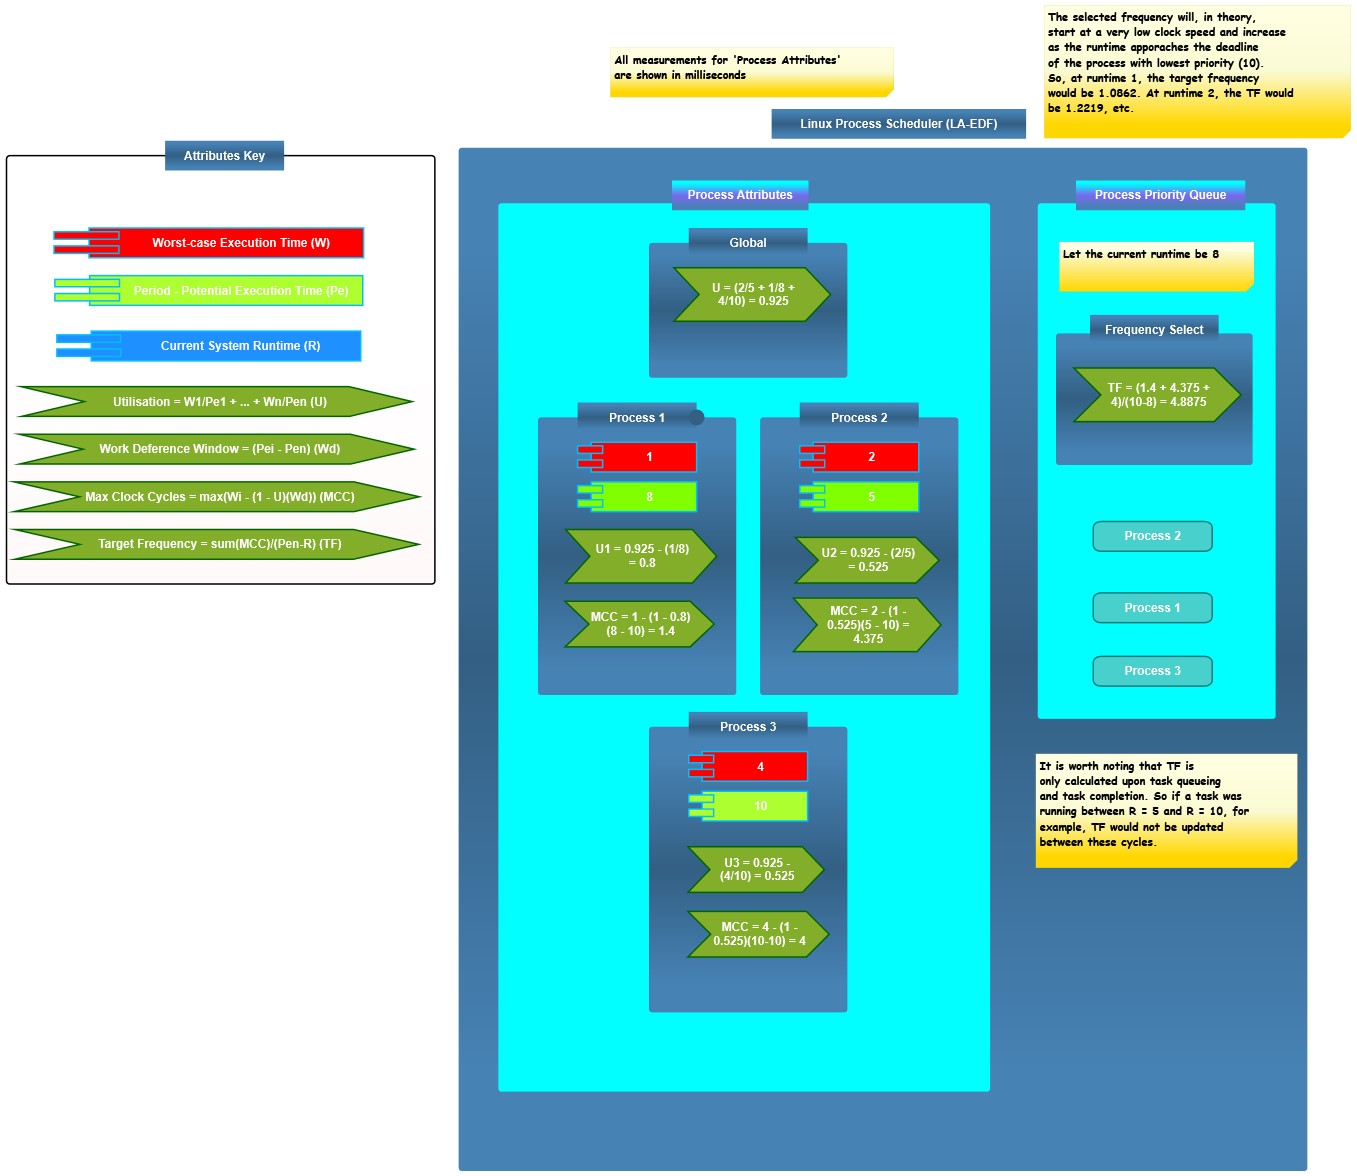 The selected frequency will, in theory,
start at a very low clock speed and increase
as the runtime apporaches the deadline
of the process with lowest priority (10).
So, at runtime 1, the target frequency
would be 1.0862. At runtime 2, the TF would
be 1.2219, etc.
All measurements for 'Process Attributes'
are shown in milliseconds
Linux Process Scheduler (LA-EDF)
Attributes Key
Worst-case Execution Time (W)
Period - Potential Execution Time (Pe)
Current System Runtime (R)
Utilisation = W1/Pe1 + ... + Wn/Pen (U)
Work Deference Window = (Pei - Pen) (Wd)
Max Clock Cycles = max(Wi - (1 - U)(Wd)) (MCC)
Target Frequency = sum(MCC)/(Pen-R) (TF)
Process Attributes
Global
U = (2/5 + 1/8 +
4/10) = 0.925
Process 1
1
8
U1 = 0.925 - (1/8)
= 0.8
MCC = 1 - (1 - 0.8)
(8 - 10) = 1.4
Process 2
2
5
U2 = 0.925 - (2/5)
= 0.525
MCC = 2 - (1 -
0.525)(5 - 10) =
4.375
Process 3
4
10
U3 = 0.925 -
(4/10) = 0.525
MCC = 4 - (1 -
0.525)(10-10) = 4
Process Priority Queue
Let the current runtime be 8
Frequency Select
TF = (1.4 + 4.375 +
4)/(10-8) = 4.8875
Process 2
Process 1
Process 3
It is worth noting that TF is
only calculated upon task queueing
and task completion. So if a task was
running between R = 5 and R = 10, for
example, TF would not be updated
between these cycles.